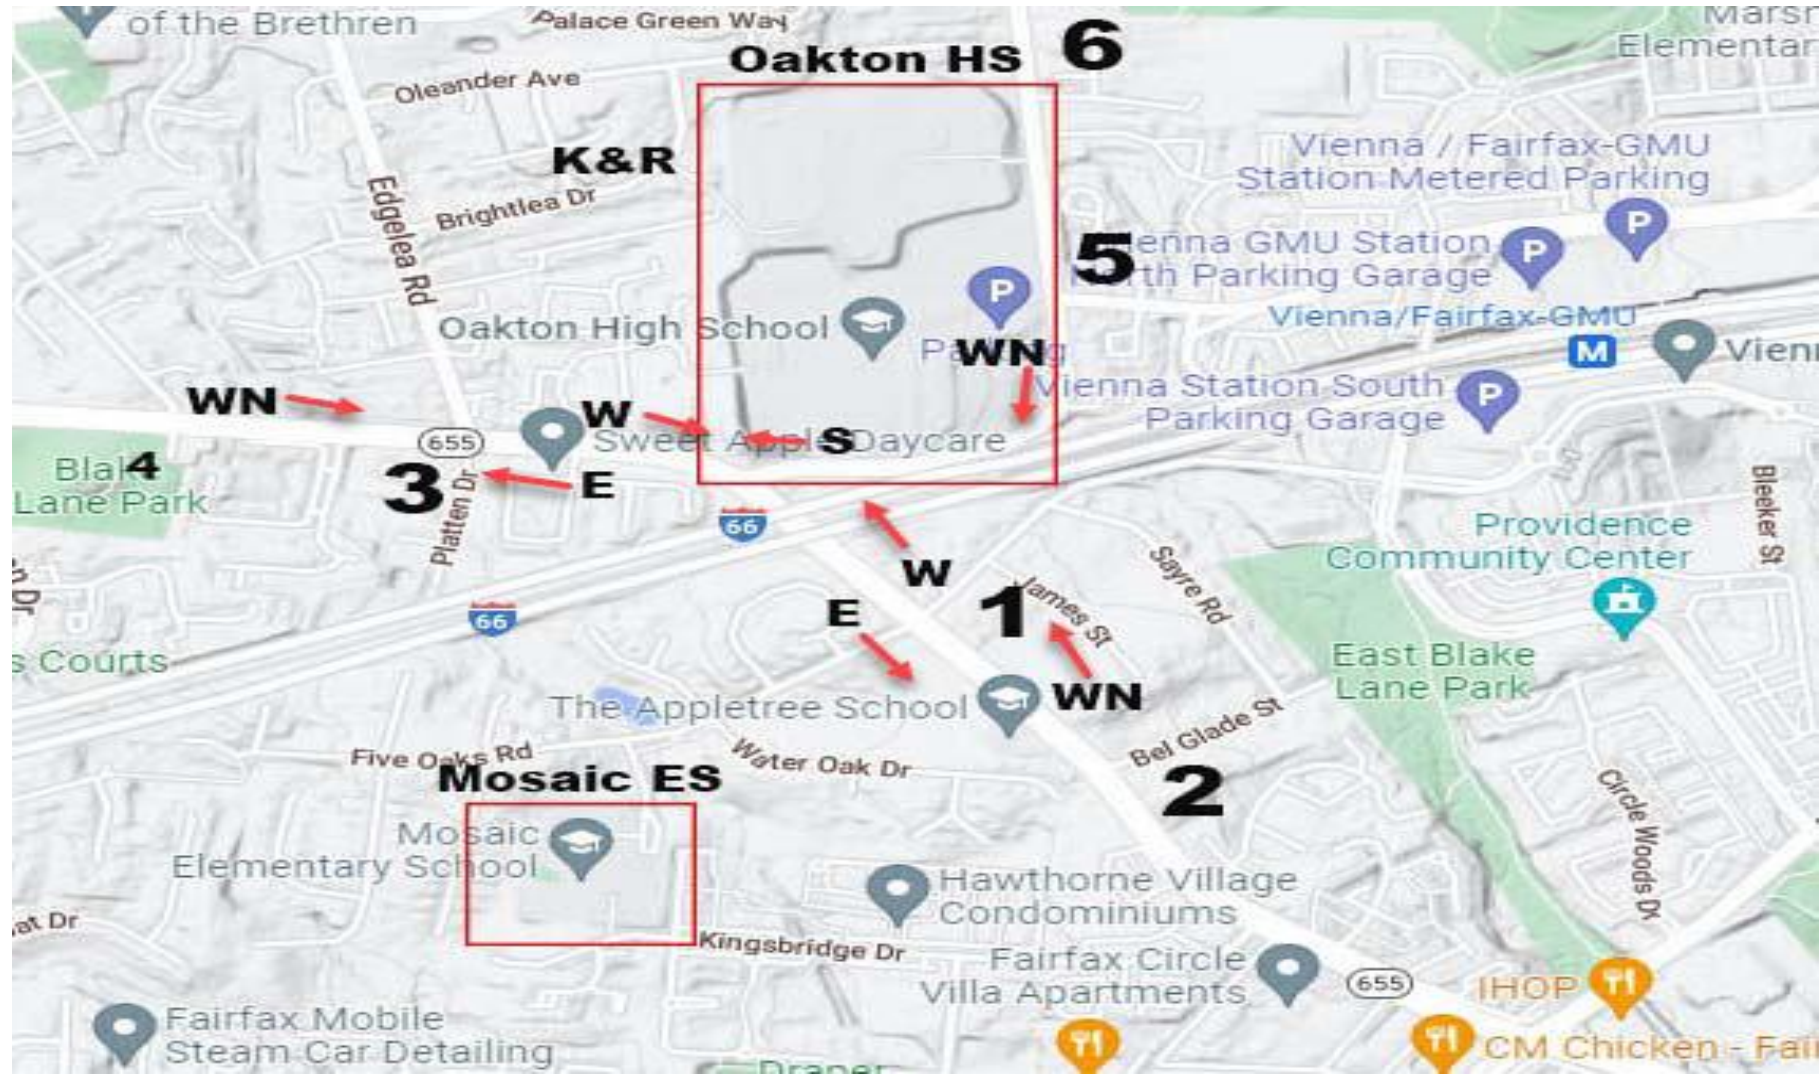 of the Brethren
Palace Green Way
6
Elementar
Oakton HS
Oleander Ave
K&R
Vienna / Fairfax-GMU
Station Metered Parking
P
Edgelea Rd
Brightlea Dr
5
enna GMU Station
th Parking Garage
P
P
Oakton High School
Vienna/Fairfax-GMU
M
WN
Vienna Station South
Parking Garage
P
WN
W
655
Sweet Apple Daycare
S
Blak
4
Lane Park
3
E
Platten Dr
66
Bleeker St
Providence
Community Center
W
Sayre Rd
E
1
James St
66
s Courts
East Blake
Lane Park
The Appletree School
WN
Bel Glade St
Five Oaks Rd
Water Oak Dr
Mosaic ES
2
Circle Woods Dr
Mosaic
Elementary School
Hawthorne Village
Condominiums
at Dr
Kingsbridge Dr
Fairfax Circle
Villa Apartments
655
IHOP
Fairfax Mobile
Steam Car Detailing
CM Chicken - Fai
Draper